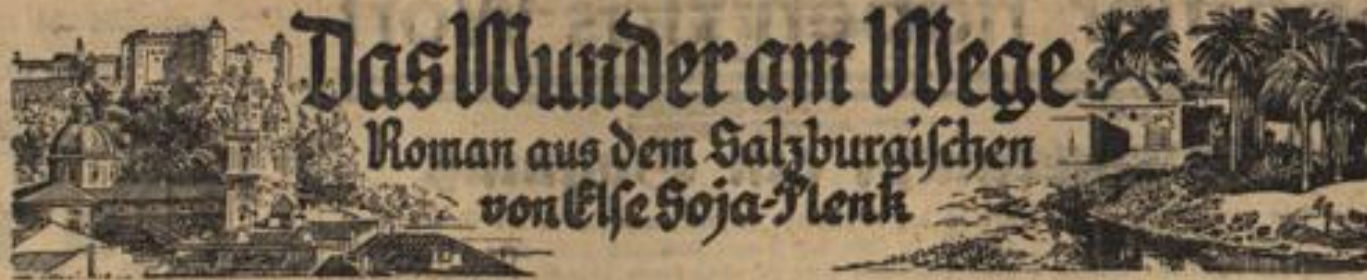 Das Wunder am Wege
Roman aus dem Salzburgischen
von Else Soja-Plenk